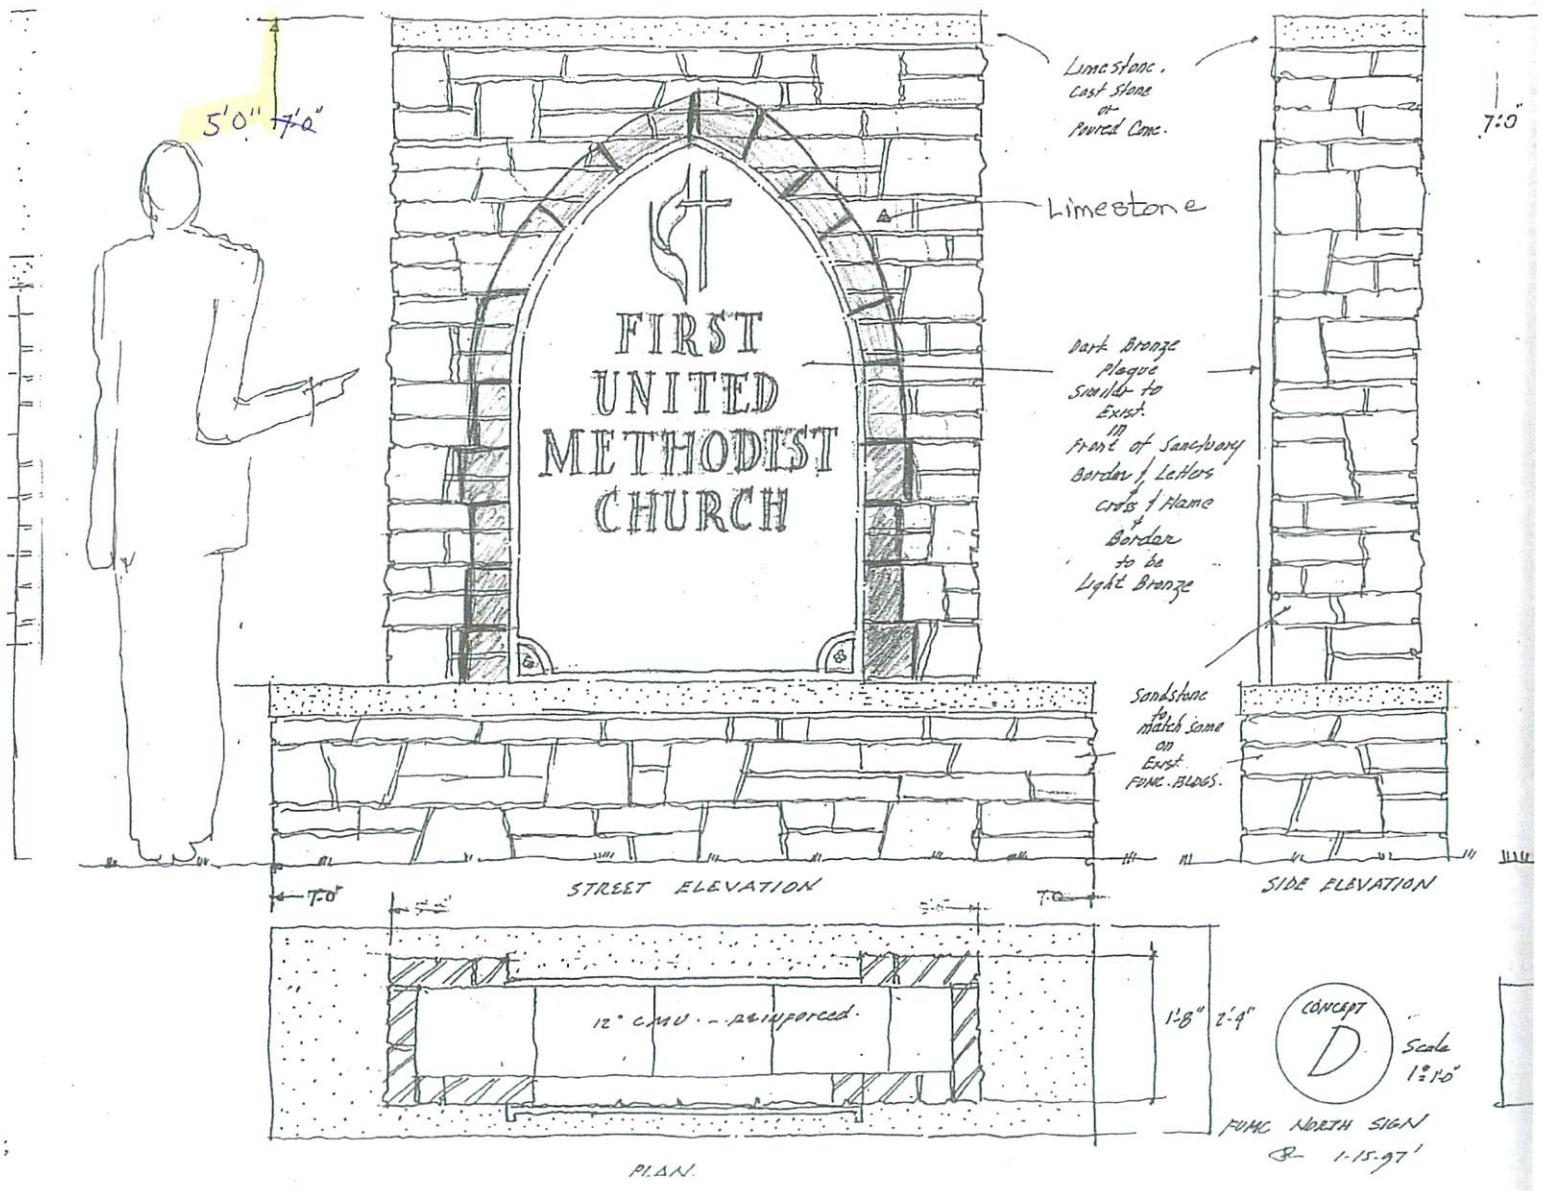 5'0" 7'-0"
Limestone,
Cast Stone
or
Poured Conc.
7'-0"
Limestone
FIRST
UNITED
METHODIST
CHURCH
Dark Bronze
Plaque
Similar to
Exist.
in
Front of Sanctuary
Border & Letters
&
Cross & Flame
&
Border
to be
Light Bronze
Sandstone
to
match same
on
Exist.
FUMC. BLDGS.
STREET ELEVATION
SIDE ELEVATION
7'-0" 7'-0"
12" C.M.U. - Reinforced.
1'-8" 2'-4"
CONCEPT
D
Scale
1"=1'-0"
FUMC NORTH SIGN
1-15-97'
PLAN